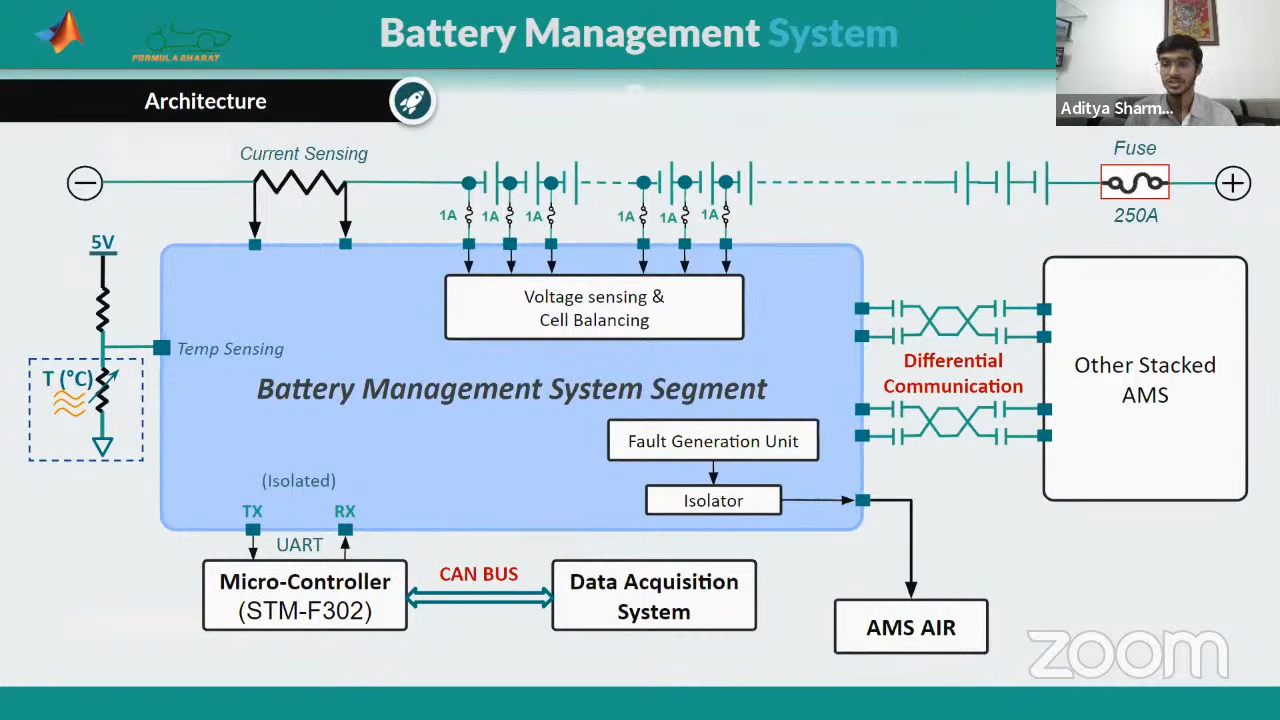 Battery Management System
FORMULA BHARAT
Architecture
Aditya Sharm...
Current Sensing
Fuse
250A
1A
1A
1A
1A
1A
1A
5V
Voltage sensing &
Cell Balancing
Temp Sensing
T (°C)
Battery Management System Segment
Differential
Communication
Other Stacked
AMS
Fault Generation Unit
Isolator
(Isolated)
TX
RX
UART
Micro-Controller
(STM-F302)
CAN BUS
Data Acquisition
System
AMS AIR
zoom